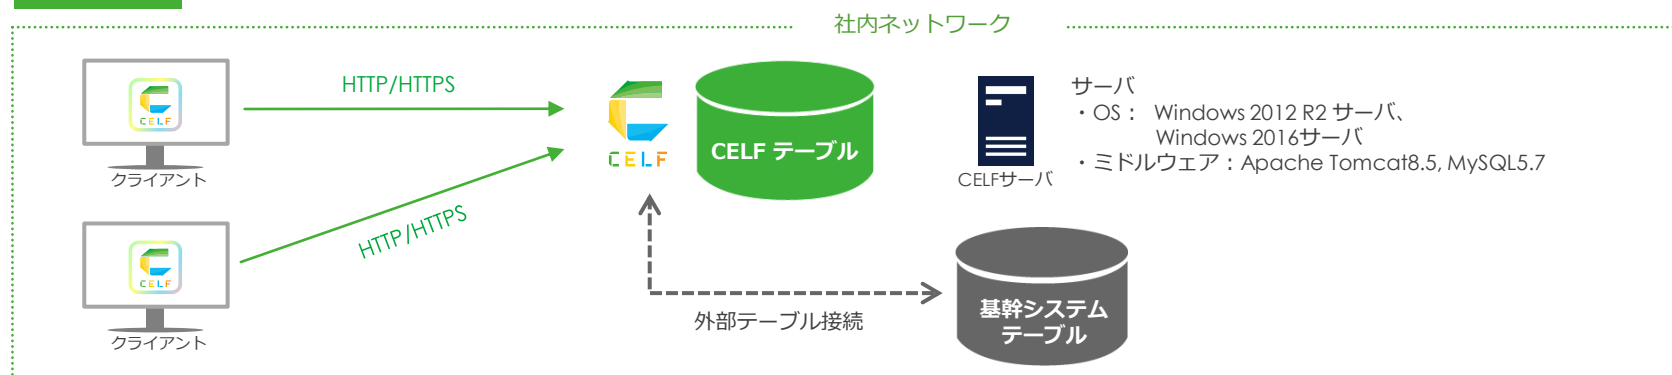 社内ネットワーク
CELF
クライアント
HTTP/HTTPS
CELF
CELF テーブル
CELFサーバ
サーバ
・OS： Windows 2012 R2 サーバ、
Windows 2016サーバ
・ミドルウェア：Apache Tomcat8.5, MySQL5.7
CELF
クライアント
HTTP/HTTPS
外部テーブル接続
基幹システム
テーブル